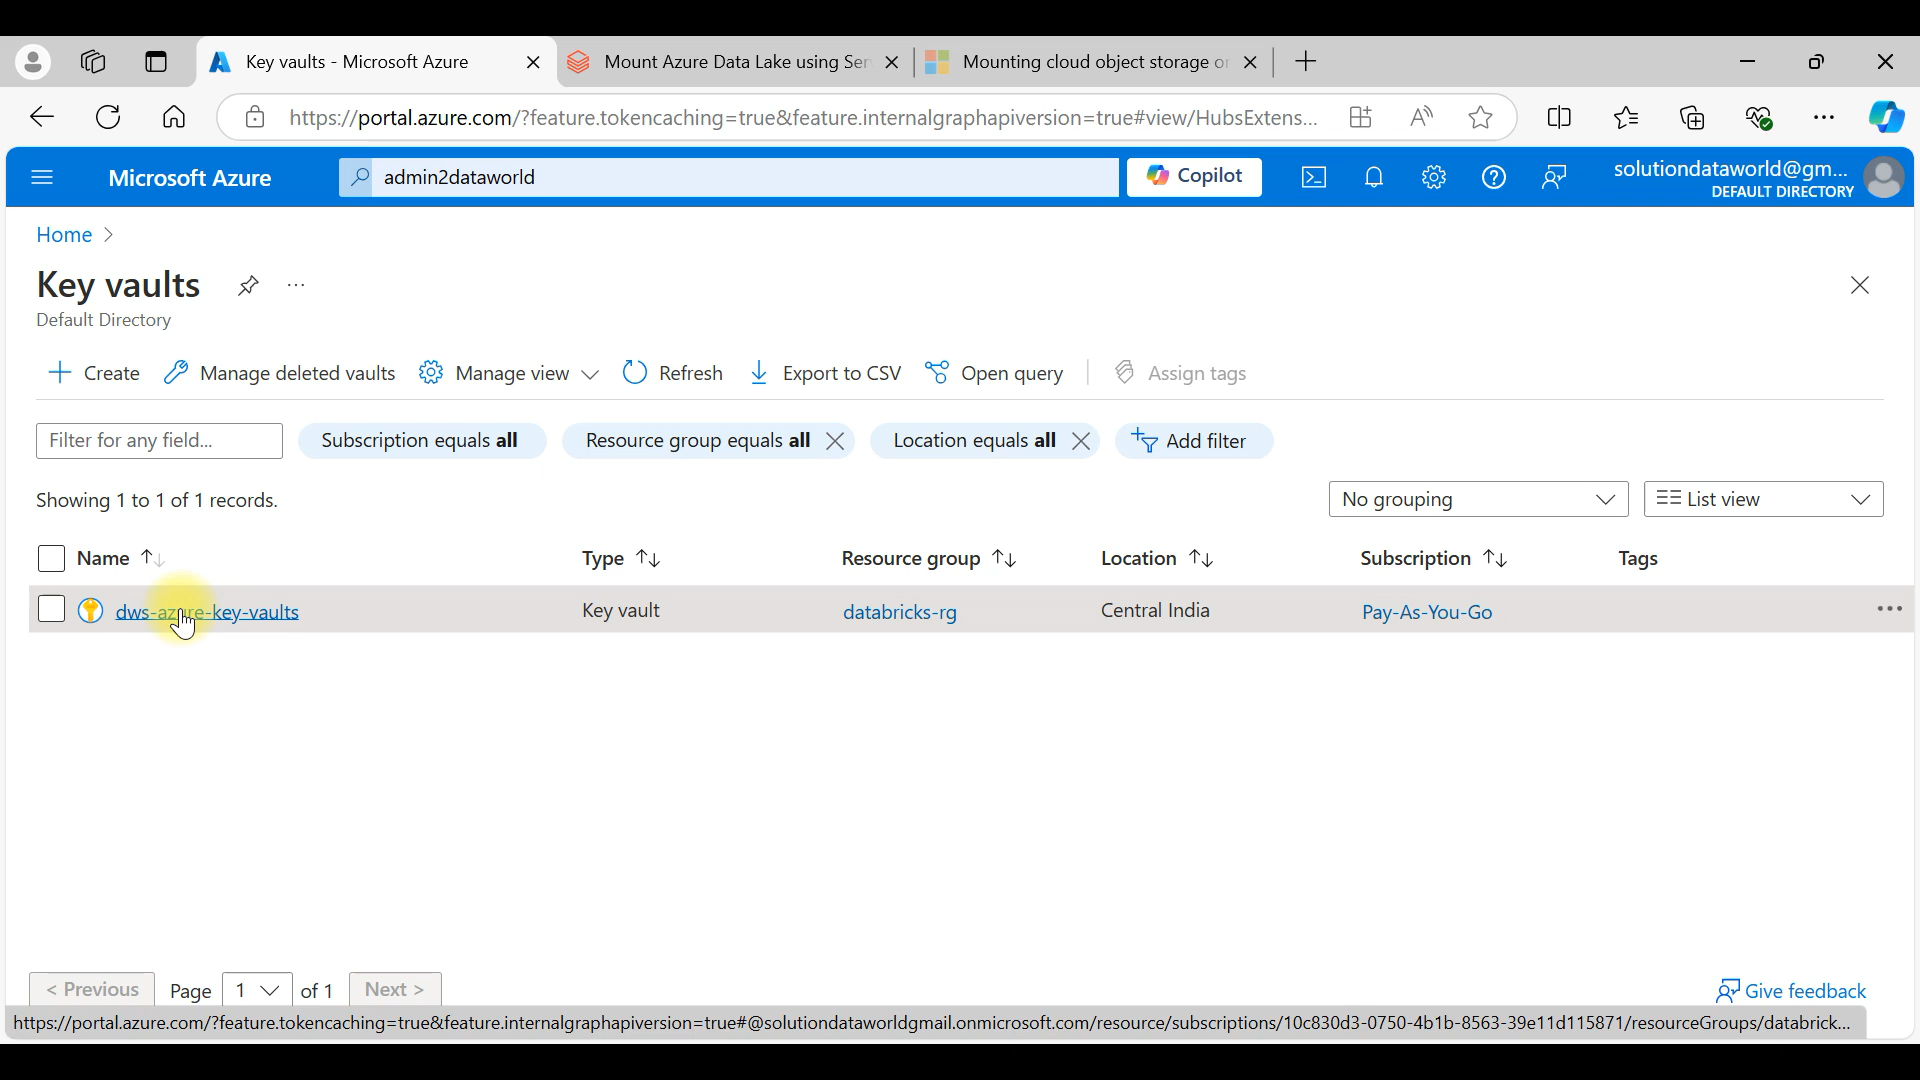 Key vaults - Microsoft Azure
Mount Azure Data Lake using Ser
Mounting cloud object storage or
https://portal.azure.com/?feature.tokencaching=true&feature.internalgraphapiversion=true#view/HubsExtens...
Microsoft Azure
admin2dataworld
Copilot
solutiondataworld@gm...
DEFAULT DIRECTORY
Home >
Key vaults
Default Directory
Create
Manage deleted vaults
Manage view
Refresh
Export to CSV
Open query
Assign tags
Filter for any field...
Subscription equals all
Resource group equals all
Location equals all
Add filter
Showing 1 to 1 of 1 records.
No grouping
List view
Name
Type
Resource group
Location
Subscription
Tags
dws-azure-key-vaults
Key vault
databricks-rg
Central India
Pay-As-You-Go
< Previous
Page 1 of 1
Next >
Give feedback
https://portal.azure.com/?feature.tokencaching=true&feature.internalgraphapiversion=true#@solutiondataworldgmail.onmicrosoft.com/resource/subscriptions/10c830d3-0750-4b1b-8563-39e11d115871/resourceGroups/databrick...